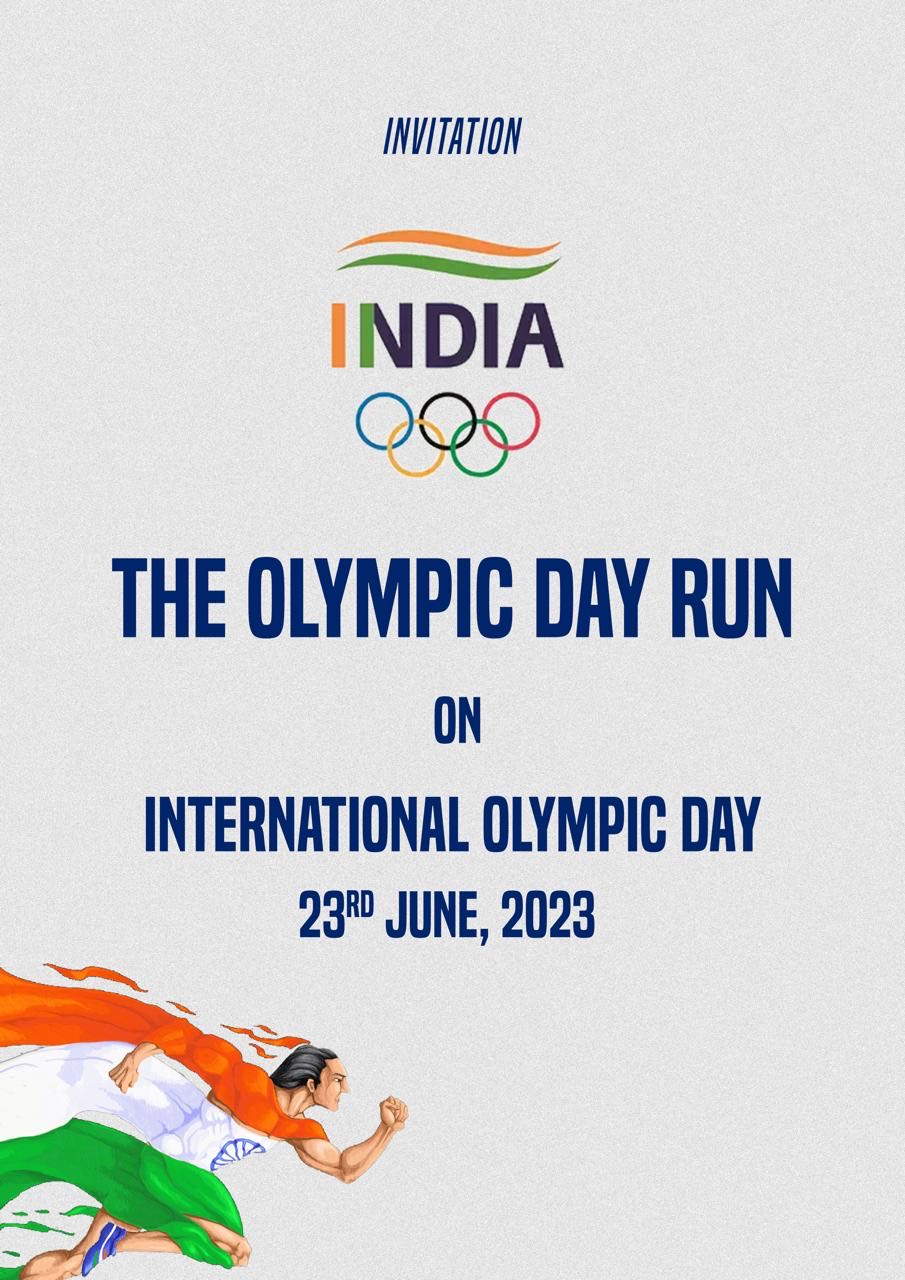 INVITATION
INDIA
THE OLYMPIC DAY RUN
ON
INTERNATIONAL OLYMPIC DAY
23RD JUNE, 2023